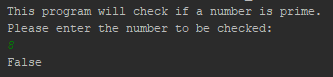 This program will check if a number is prime.
Please enter the number to be checked:
8
False